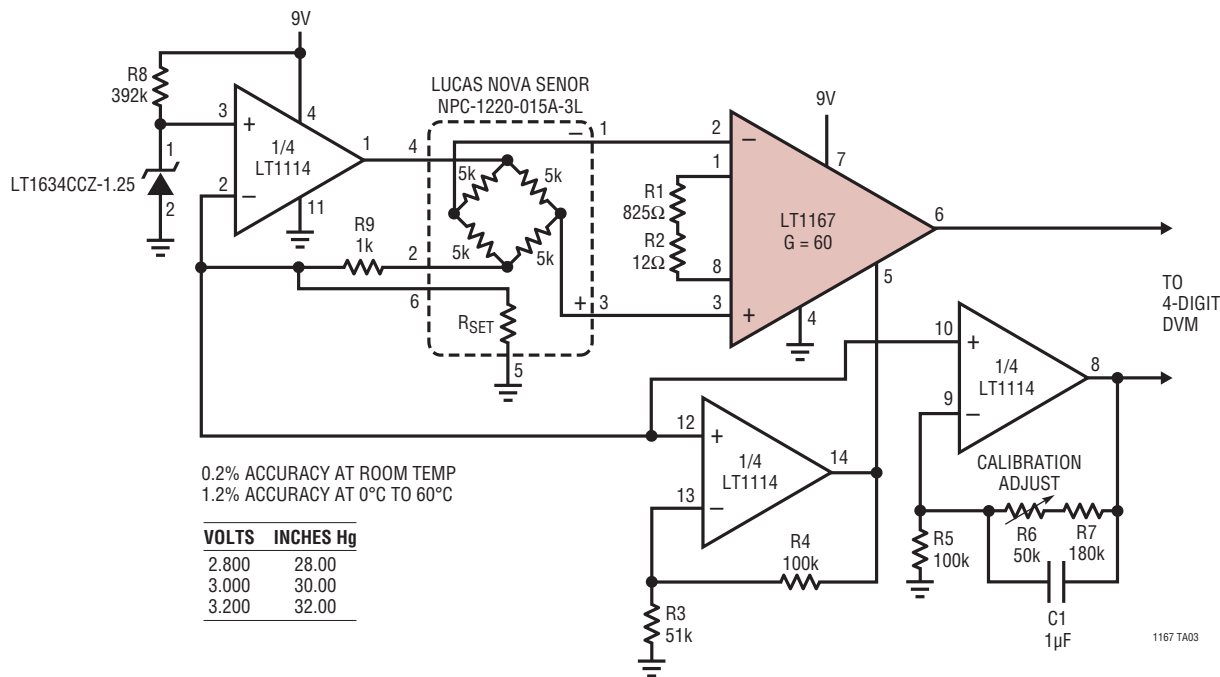 9V
R8
392k
3
+
4
1
1/4
LT1114
1
2
–
11
LT1634CCZ-1.25
2
LUCAS NOVA SENOR
NPC-1220-015A-3L
4
–
1
5k
5k
5k
5k
R9
1k
2
6
RSET
5
+
3
9V
2
–
7
1
R1
825Ω
R2
12Ω
8
3
+
LT1167
G = 60
6
5
4
TO
4-DIGIT
DVM
10
+
1/4
LT1114
8
9
–
12
+
1/4
LT1114
14
13
–
CALIBRATION
ADJUST
R6
50k
R7
180k
R5
100k
C1
1µF
R4
100k
R3
51k
0.2% ACCURACY AT ROOM TEMP
1.2% ACCURACY AT 0°C TO 60°C
VOLTS INCHES Hg
2.800 28.00
3.000 30.00
3.200 32.00
1167 TA03